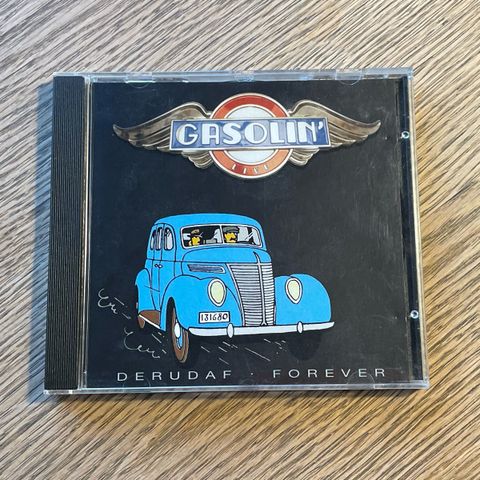 GASOLIN'
LIVE
131680
DERUDAF · FOREVER